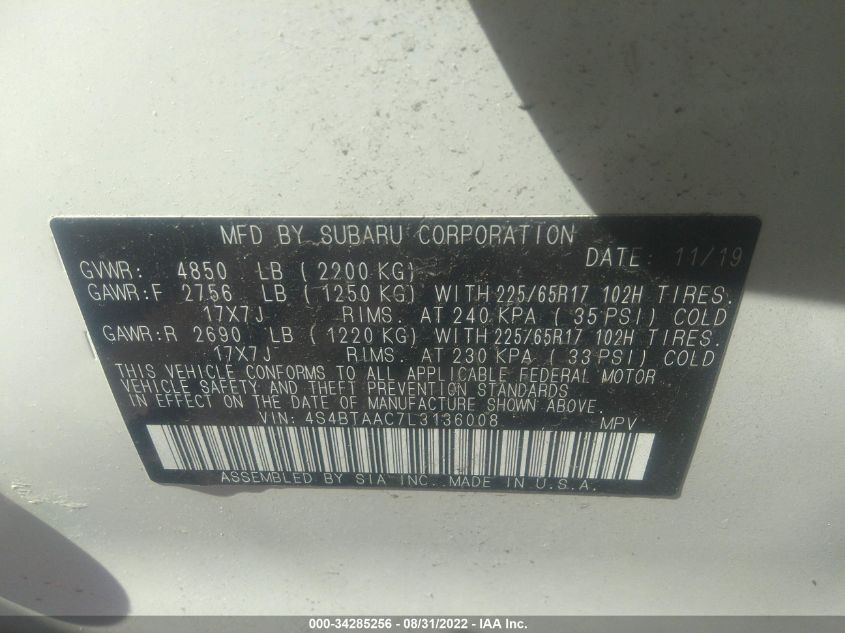 MFD BY SUBARU CORPORATION
DATE: 11/19
GVWR: 4850 LB (2200 KG)
GAWR:F 2756 LB (1250 KG) WITH 225/65R17 102H TIRES.
17X7J RIMS. AT 240 KPA (35 PSI) COLD
GAWR:R 2690 LB (1220 KG) WITH 225/65R17 102H TIRES.
17X7J RIMS. AT 230 KPA (33 PSI) COLD
THIS VEHICLE CONFORMS TO ALL APPLICABLE FEDERAL MOTOR
VEHICLE SAFETY AND THEFT PREVENTION STANDARDS
IN EFFECT ON THE DATE OF MANUFACTURE SHOWN ABOVE.
VIN: 4S4BTAAC7L3136008 MPV
ASSEMBLED BY SIA INC. MADE IN U.S.A.
000-34285256 - 08/31/2022 - IAA Inc.